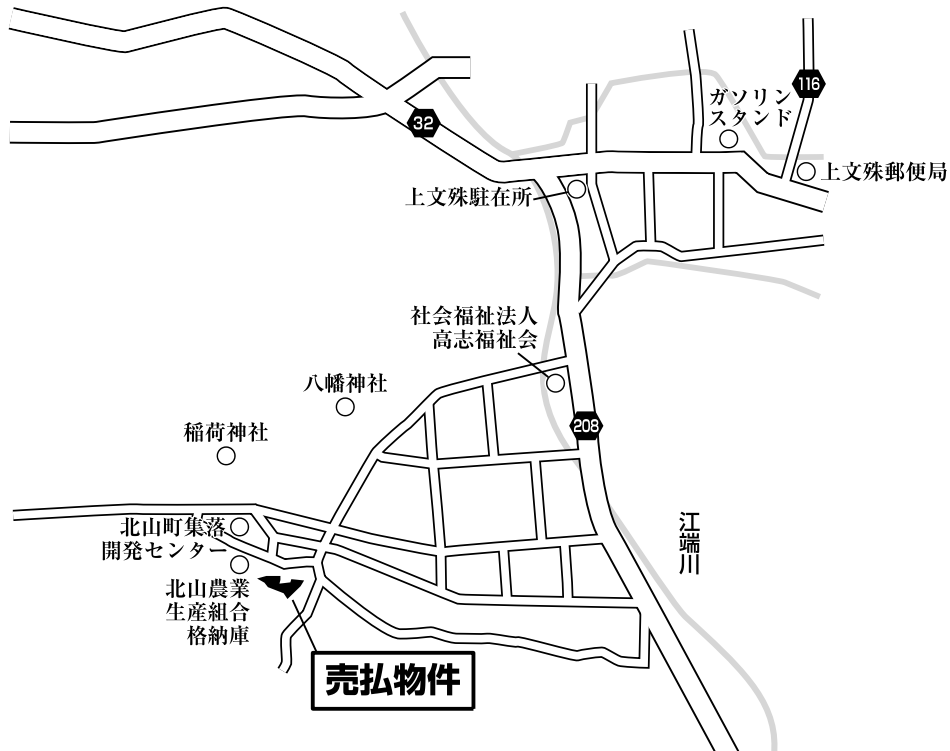 116
ガソリン
スタンド
32
上文殊郵便局
上文殊駐在所
社会福祉法人
高志福祉会
八幡神社
208
稲荷神社
江端川
北山町集落
開発センター
北山農業
生産組合
格納庫
売払物件